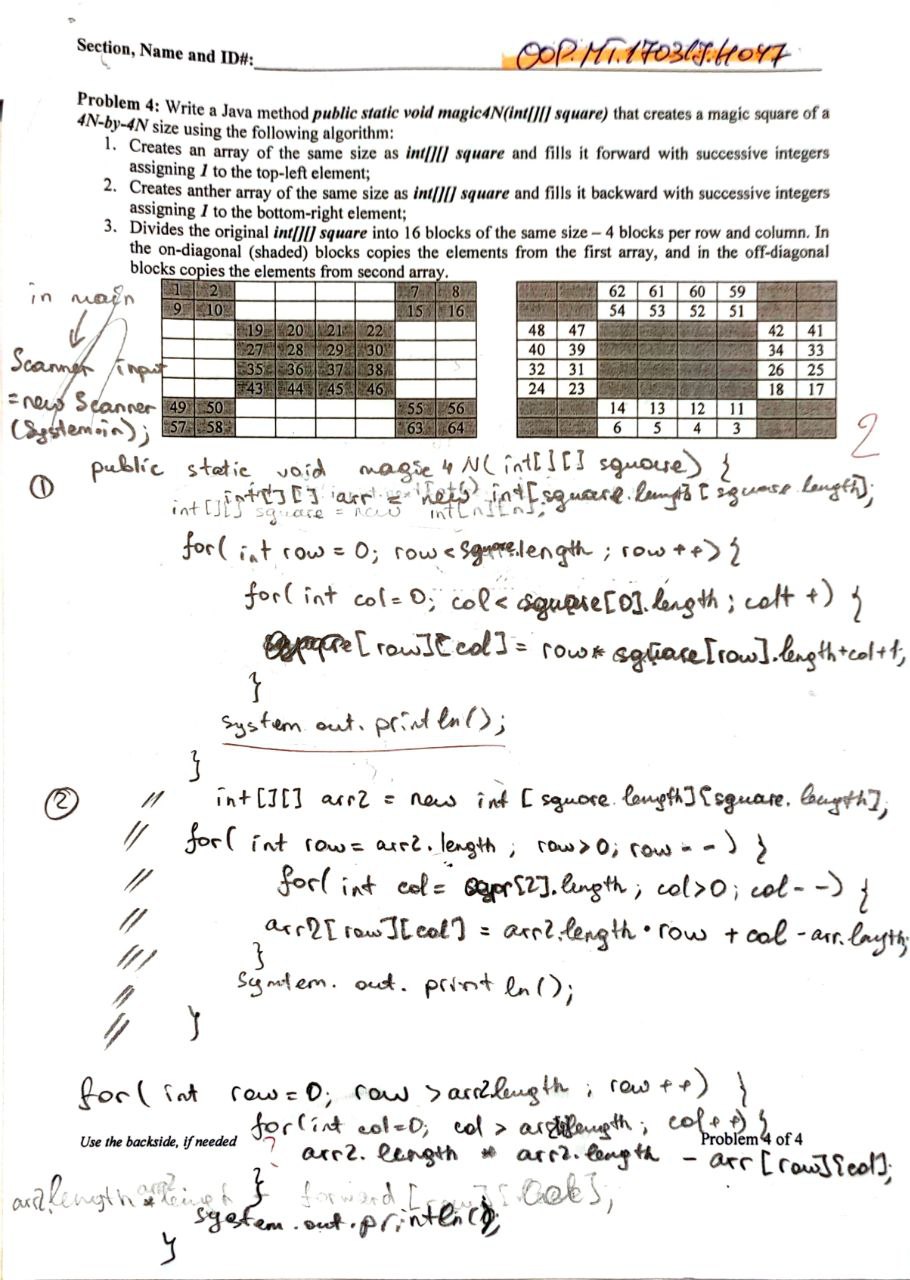 Section, Name and ID#:
OOP.MT.170315.H047
Problem 4: Write a Java method public static void magic4N(int[][] square) that creates a magic square of a
4N-by-4N size using the following algorithm:
1. Creates an array of the same size as int[][] square and fills it forward with successive integers
assigning 1 to the top-left element;
2. Creates anther array of the same size as int[][] square and fills it backward with successive integers
assigning 1 to the bottom-right element;
3. Divides the original int[][] square into 16 blocks of the same size – 4 blocks per row and column. In
the on-diagonal (shaded) blocks copies the elements from the first array, and in the off-diagonal
blocks copies the elements from second array.
in main
Scanner input
= new Scanner
(System.in);
1 2 7 8
9 10 15 16
19 20 21 22
27 28 29 30
35 36 37 38
43 44 45 46
49 50 55 56
57 58 63 64
62 61 60 59
54 53 52 51
48 47 42 41
40 39 34 33
32 31 26 25
24 23 18 17
14 13 12 11
6 5 4 3
2
public static void magic4N(int[][] square) {
1
int[][] arr = new int[square.length[square.length];
int[][] square = new int[n][n];
for( int row = 0; row < square.length ; row ++) {
for( int col = 0; col < square[0].length ; col+ +) {
[row][col] = row * square[row].length+col+1;
}
system.out.println();
}
2
// int [][] arr2 = new int [square.length][square.length];
// for( int row = arr2.length ; row>0; row - -) {
// for( int col = [2].length ; col>0; col - -) {
// arr2[row][col] = arr2.length · row + col - arr.length;
// }
// system. out. println();
// }
for( int row = 0; row > arr2.length ; row ++) }
for(int col=0; col > length ; col++) {
Use the backside, if needed
Problem 4 of 4
? arr2. length * arr2. length - arr[row][col];
arr2.length * arr2.length
} forward [row][col];
system.out.println();
}